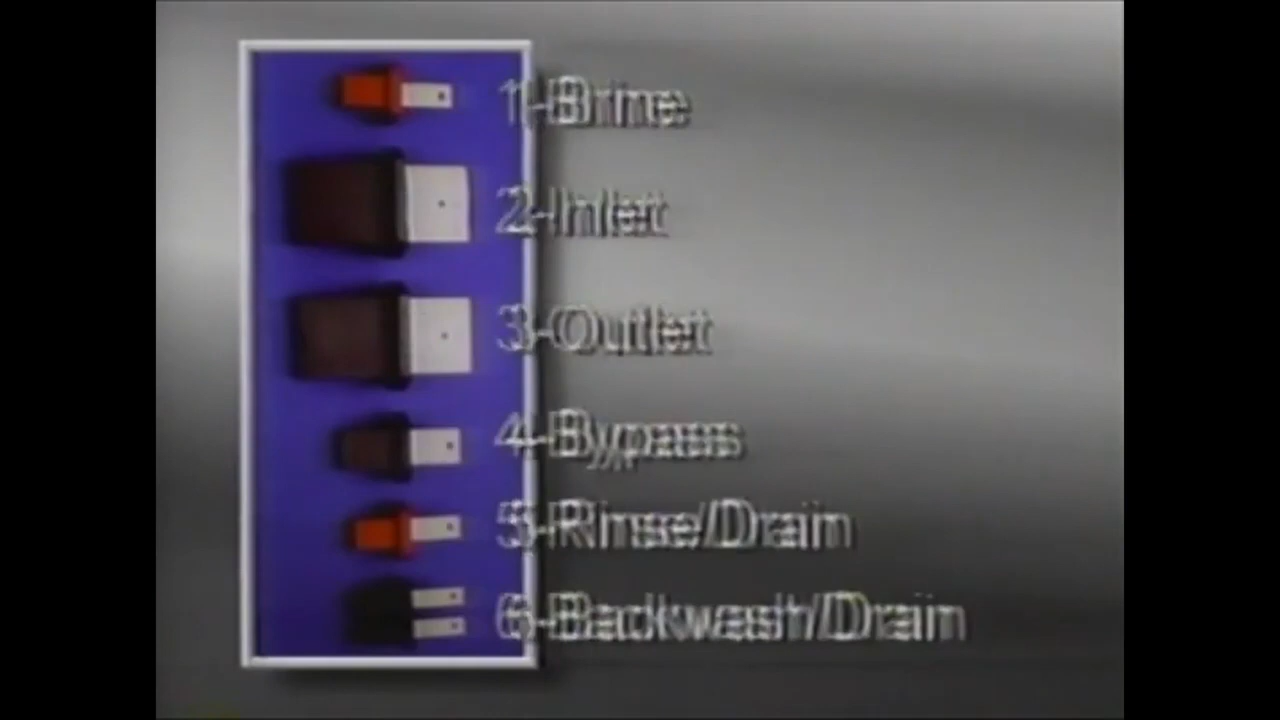 1-Brine
2-Inlet
3-Outlet
4-Bypass
5-Rinse/Drain
6-Backwash/Drain